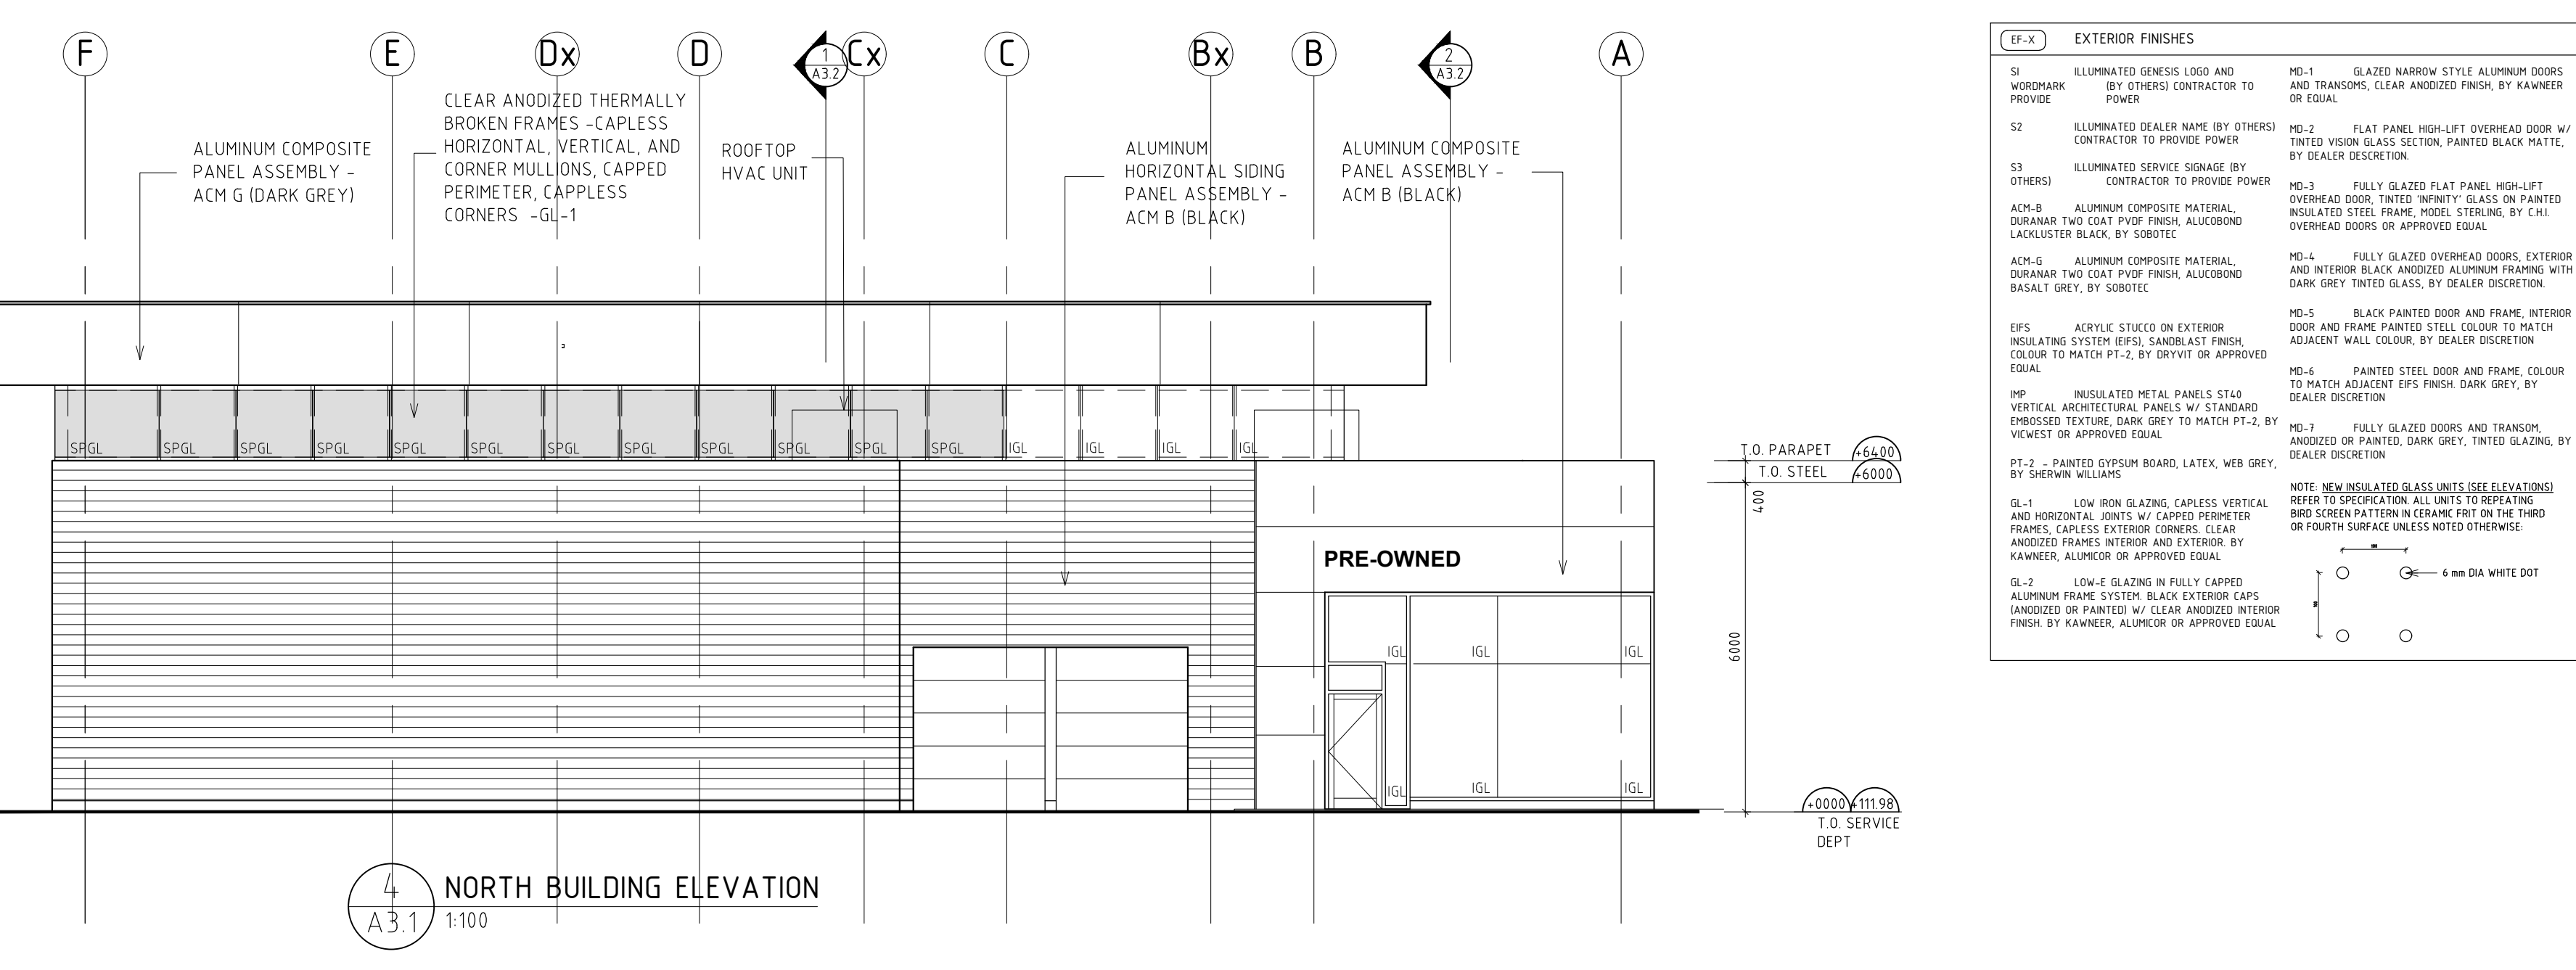 F
E
Dx
D
1
A3.2
Cx
C
Bx
B
2
A3.2
A
ALUMINUM COMPOSITE
PANEL ASSEMBLY -
ACM G (DARK GREY)
CLEAR ANODIZED THERMALLY
BROKEN FRAMES -CAPLESS
HORIZONTAL, VERTICAL, AND
CORNER MULLIONS, CAPPED
PERIMETER, CAPPLESS
CORNERS -GL-1
ROOFTOP
HVAC UNIT
ALUMINUM
HORIZONTAL SIDING
PANEL ASSEMBLY -
ACM B (BLACK)
ALUMINUM COMPOSITE
PANEL ASSEMBLY -
ACM B (BLACK)
SPGL SPGL SPGL SPGL SPGL SPGL SPGL SPGL SPGL SPGL SPGL SPGL IGL IGL IGL IGL
T.O. PARAPET +6400
T.O. STEEL +6000
400
PRE-OWNED
6000
IGL IGL IGL
IGL IGL IGL
+0000 +111.98
T.O. SERVICE
DEPT
4
A3.1
NORTH BUILDING ELEVATION
1:100
EF-X EXTERIOR FINISHES
SI ILLUMINATED GENESIS LOGO AND
WORDMARK (BY OTHERS) CONTRACTOR TO
PROVIDE POWER
S2 ILLUMINATED DEALER NAME (BY OTHERS)
CONTRACTOR TO PROVIDE POWER
S3 ILLUMINATED SERVICE SIGNAGE (BY
OTHERS) CONTRACTOR TO PROVIDE POWER
ACM-B ALUMINUM COMPOSITE MATERIAL,
DURANAR TWO COAT PVDF FINISH, ALUCOBOND
LACKLUSTER BLACK, BY SOBOTEC
ACM-G ALUMINUM COMPOSITE MATERIAL,
DURANAR TWO COAT PVDF FINISH, ALUCOBOND
BASALT GREY, BY SOBOTEC
EIFS ACRYLIC STUCCO ON EXTERIOR
INSULATING SYSTEM (EIFS), SANDBLAST FINISH,
COLOUR TO MATCH PT-2, BY DRYVIT OR APPROVED
EQUAL
IMP INUSULATED METAL PANELS ST40
VERTICAL ARCHITECTURAL PANELS W/ STANDARD
EMBOSSED TEXTURE, DARK GREY TO MATCH PT-2, BY
VICWEST OR APPROVED EQUAL
PT-2 - PAINTED GYPSUM BOARD, LATEX, WEB GREY,
BY SHERWIN WILLIAMS
GL-1 LOW IRON GLAZING, CAPLESS VERTICAL
AND HORIZONTAL JOINTS W/ CAPPED PERIMETER
FRAMES, CAPLESS EXTERIOR CORNERS. CLEAR
ANODIZED FRAMES INTERIOR AND EXTERIOR. BY
KAWNEER, ALUMICOR OR APPROVED EQUAL
GL-2 LOW-E GLAZING IN FULLY CAPPED
ALUMINUM FRAME SYSTEM. BLACK EXTERIOR CAPS
(ANODIZED OR PAINTED) W/ CLEAR ANODIZED INTERIOR
FINISH. BY KAWNEER, ALUMICOR OR APPROVED EQUAL
MD-1 GLAZED NARROW STYLE ALUMINUM DOORS
AND TRANSOMS, CLEAR ANODIZED FINISH, BY KAWNEER
OR EQUAL
MD-2 FLAT PANEL HIGH-LIFT OVERHEAD DOOR W/
TINTED VISION GLASS SECTION, PAINTED BLACK MATTE,
BY DEALER DESCRETION.
MD-3 FULLY GLAZED FLAT PANEL HIGH-LIFT
OVERHEAD DOOR, TINTED 'INFINITY' GLASS ON PAINTED
INSULATED STEEL FRAME, MODEL STERLING, BY C.H.I.
OVERHEAD DOORS OR APPROVED EQUAL
MD-4 FULLY GLAZED OVERHEAD DOORS, EXTERIOR
AND INTERIOR BLACK ANODIZED ALUMINUM FRAMING WITH
DARK GREY TINTED GLASS, BY DEALER DISCRETION.
MD-5 BLACK PAINTED DOOR AND FRAME, INTERIOR
DOOR AND FRAME PAINTED STELL COLOUR TO MATCH
ADJACENT WALL COLOUR, BY DEALER DISCRETION
MD-6 PAINTED STEEL DOOR AND FRAME, COLOUR
TO MATCH ADJACENT EIFS FINISH. DARK GREY, BY
DEALER DISCRETION
MD-7 FULLY GLAZED DOORS AND TRANSOM,
ANODIZED OR PAINTED, DARK GREY, TINTED GLAZING, BY
DEALER DISCRETION
NOTE: NEW INSULATED GLASS UNITS (SEE ELEVATIONS)
REFER TO SPECIFICATION. ALL UNITS TO REPEATING
BIRD SCREEN PATTERN IN CERAMIC FRIT ON THE THIRD
OR FOURTH SURFACE UNLESS NOTED OTHERWISE:
6 mm DIA WHITE DOT